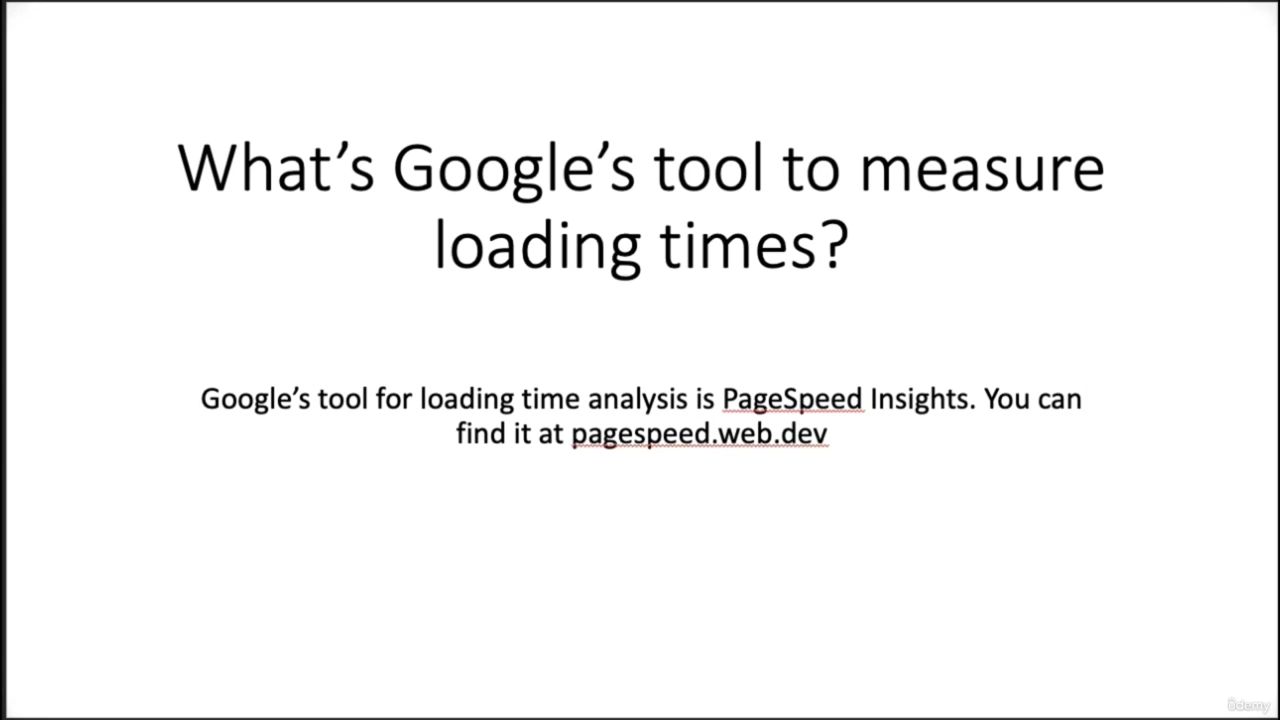 What’s Google’s tool to measure
loading times?
Google’s tool for loading time analysis is PageSpeed Insights. You can
find it at pagespeed.web.dev
ûdemy